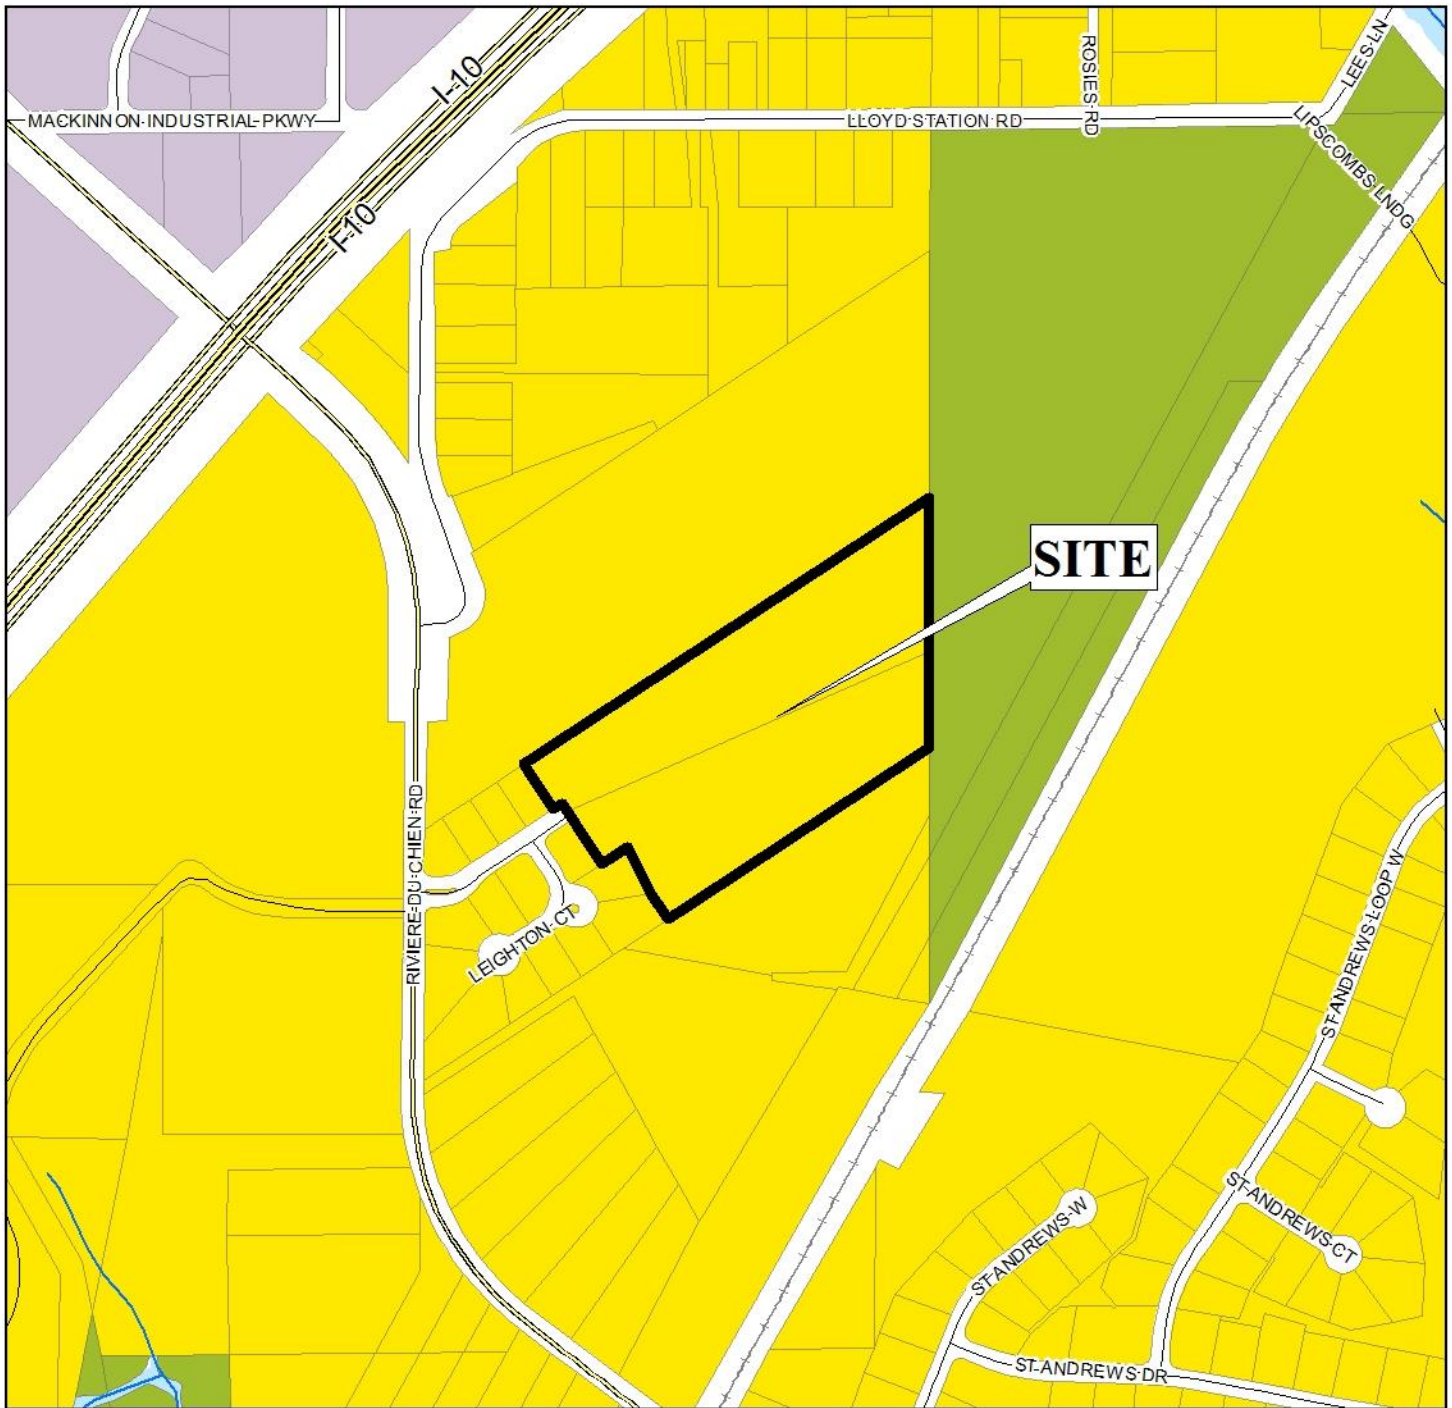 I-10
LEES LN
ROSIES RD
MACKINNON INDUSTRIAL PKWY
LLOYD STATION RD
LIPSCOMBS LNDG
I-10
SITE
RIVIERE DU CHIEN RD
LEIGHTON CT
ST ANDREWS LOOP W
ST ANDREWS CT
ST ANDREWS W
ST ANDREWS DR